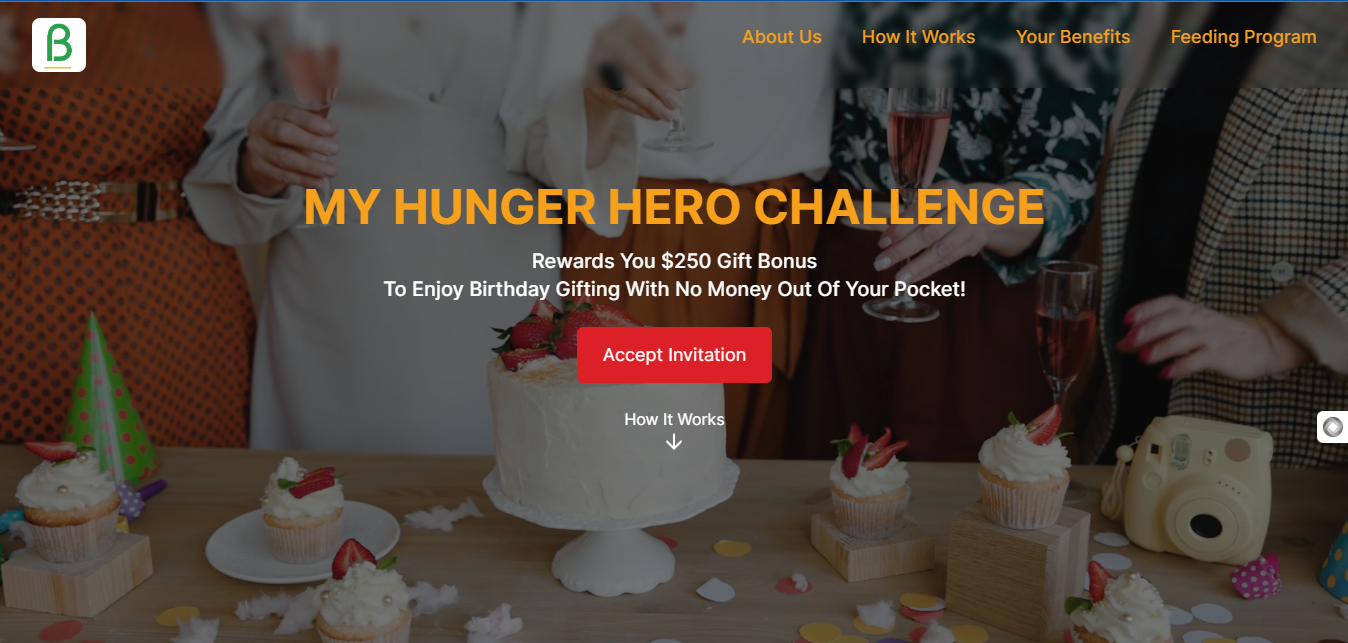 B
About Us How It Works Your Benefits Feeding Program
MY HUNGER HERO CHALLENGE
Rewards You $250 Gift Bonus
To Enjoy Birthday Gifting With No Money Out Of Your Pocket!
Accept Invitation
How It Works